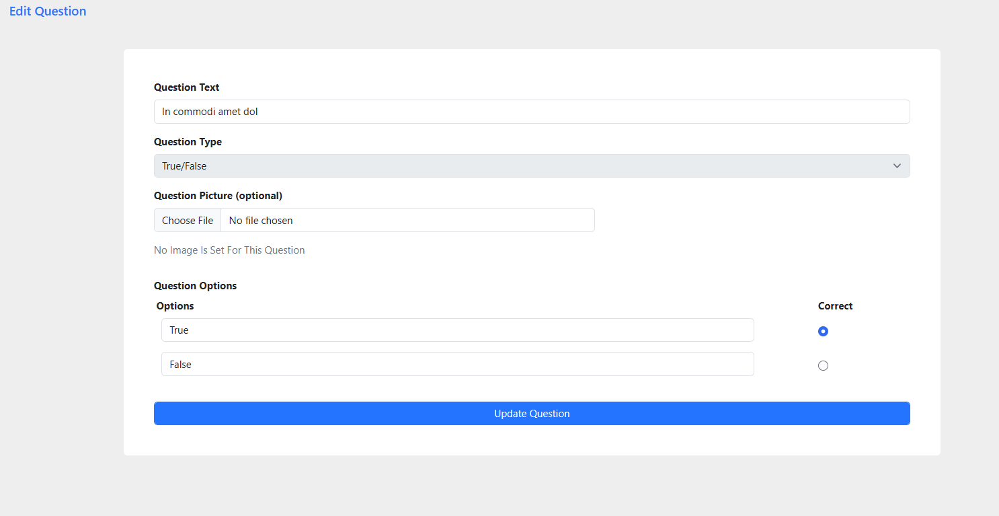 Edit Question
Question Text
In commodi amet dol
Question Type
True/False
Question Picture (optional)
Choose File No file chosen
No Image Is Set For This Question
Question Options
Options Correct
True
False
Update Question